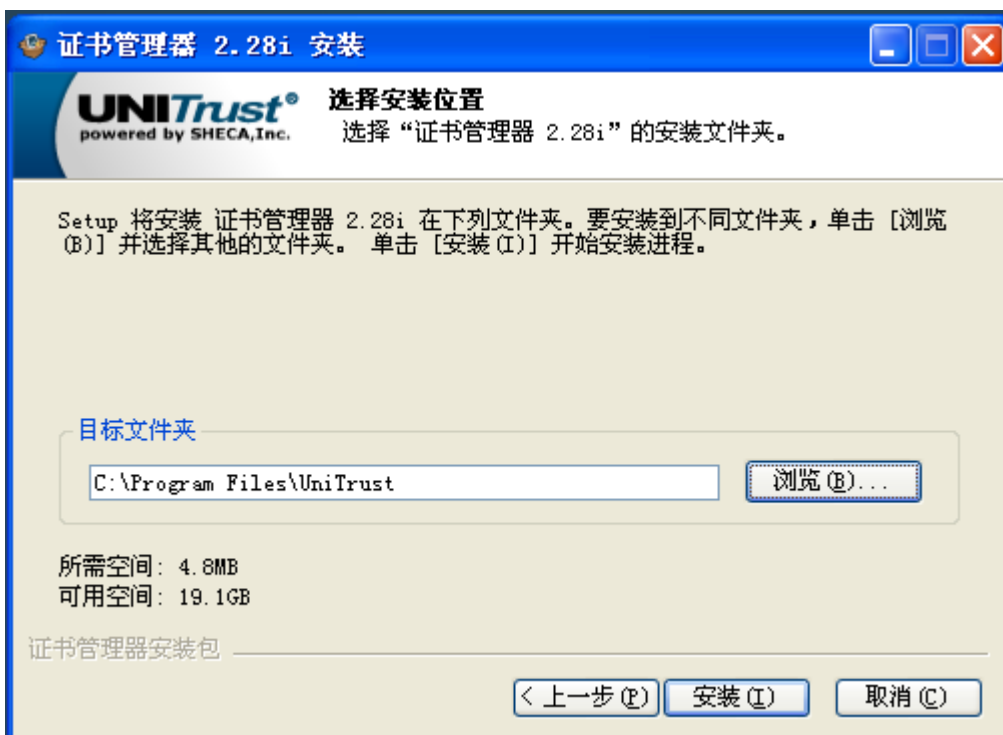 证书管理器 2.28i 安装
UNITrust®
powered by SHECA,Inc.
选择安装位置
选择“证书管理器 2.28i”的安装文件夹。
Setup 将安装 证书管理器 2.28i 在下列文件夹。要安装到不同文件夹，单击 [浏览
(B)] 并选择其他的文件夹。 单击 [安装(I)] 开始安装进程。
目标文件夹
C:\Program Files\UniTrust
浏览(B)...
所需空间: 4.8MB
可用空间: 19.1GB
证书管理器安装包
< 上一步(P)
安装(I)
取消(C)